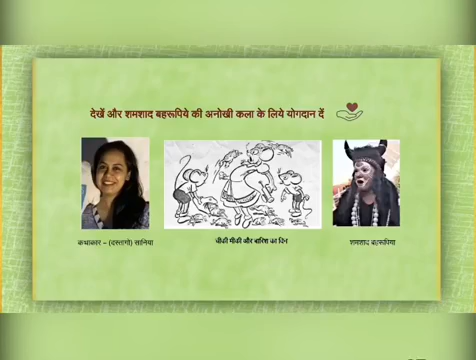 देखें और शमशाद बहरूपिये की अनोखी कला के लिये योगदान दें
कथाकार – (दस्तांगो) सानिया
चीकी मीकी और बारिश का दिन
शमशाद बहरूपिया